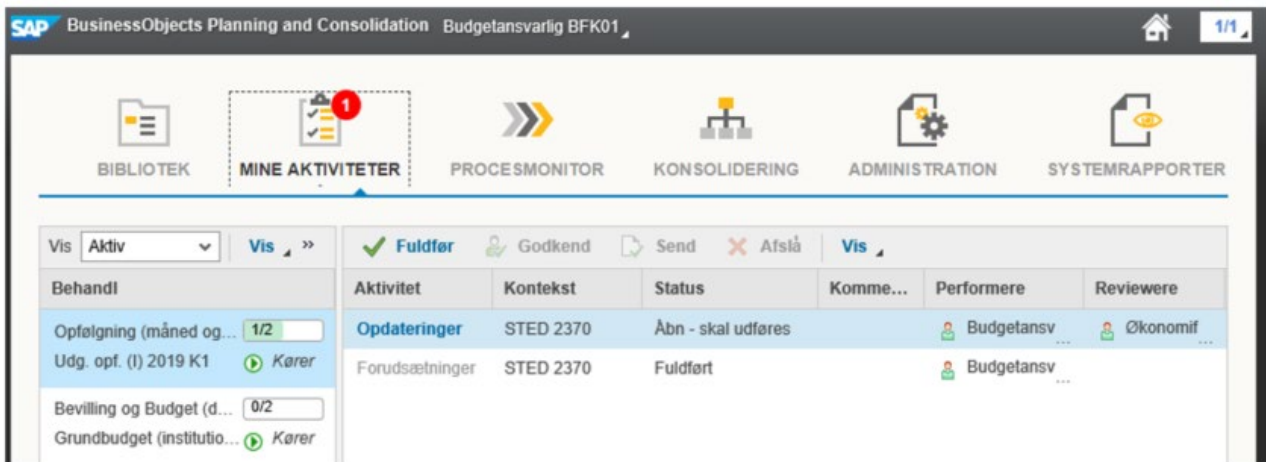 SAP BusinessObjects Planning and Consolidation Budgetansvarlig BFK01
1/1
1
BIBLIOTEK MINE AKTIVITETER PROCESMONITOR KONSOLIDERING ADMINISTRATION SYSTEMRAPPORTER
Vis Aktiv Vis » Fuldfør Godkend Send Afslå Vis
Behandl Aktivitet Kontekst Status Komme... Performere Reviewere
Opfølgning (måned og... 1/2 Opdateringer STED 2370 Åbn - skal udføres Budgetansv ... Økonomif ...
Udg. opf. (I) 2019 K1 Kører Forudsætninger STED 2370 Fuldført Budgetansv ...
Bevilling og Budget (d... 0/2
Grundbudget (institutio... Kører